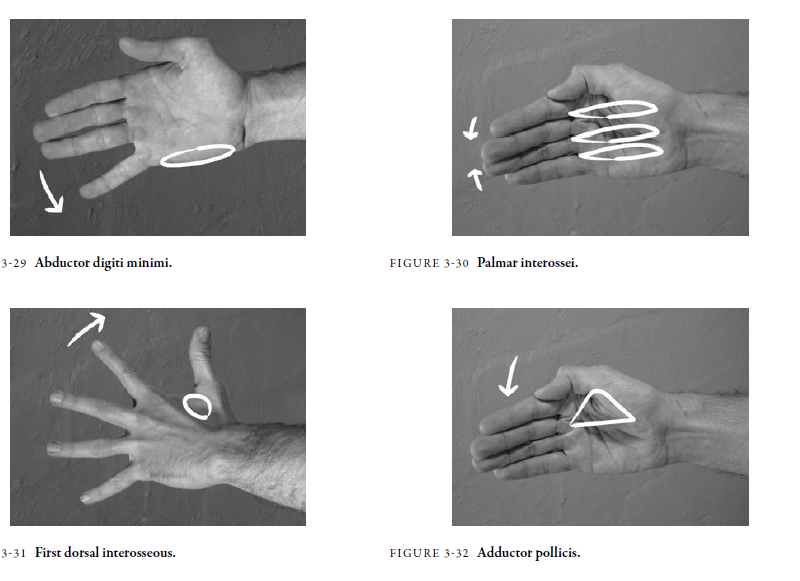 3-29 Abductor digiti minimi.
FIGURE 3-30 Palmar interossei.
3-31 First dorsal interosseous.
FIGURE 3-32 Adductor pollicis.